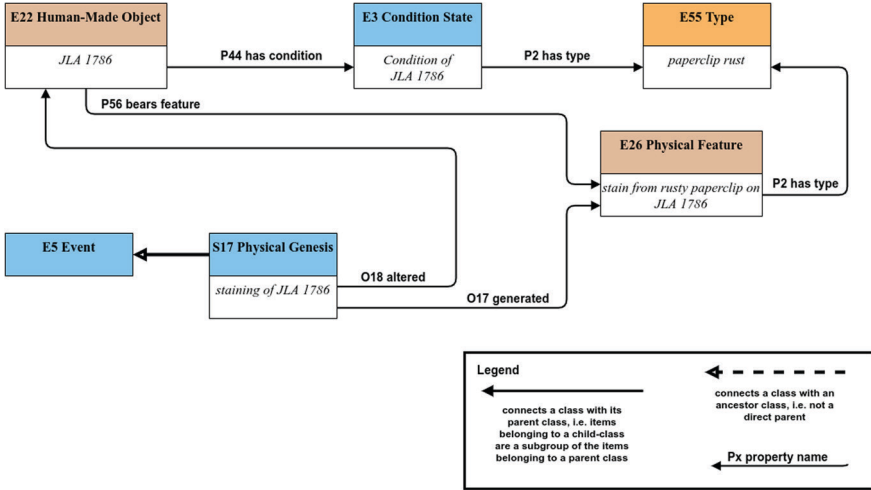 E22 Human-Made Object
JLA 1786
P44 has condition
E3 Condition State
Condition of
JLA 1786
P2 has type
E55 Type
paperclip rust
P56 bears feature
E26 Physical Feature
stain from rusty paperclip on
JLA 1786
P2 has type
E5 Event
S17 Physical Genesis
staining of JLA 1786
O18 altered
O17 generated
Legend
connects a class with its
parent class, i.e. items
belonging to a child-class
are a subgroup of the items
belonging to a parent class
connects a class with an
ancestor class, i.e. not a
direct parent
Px property name